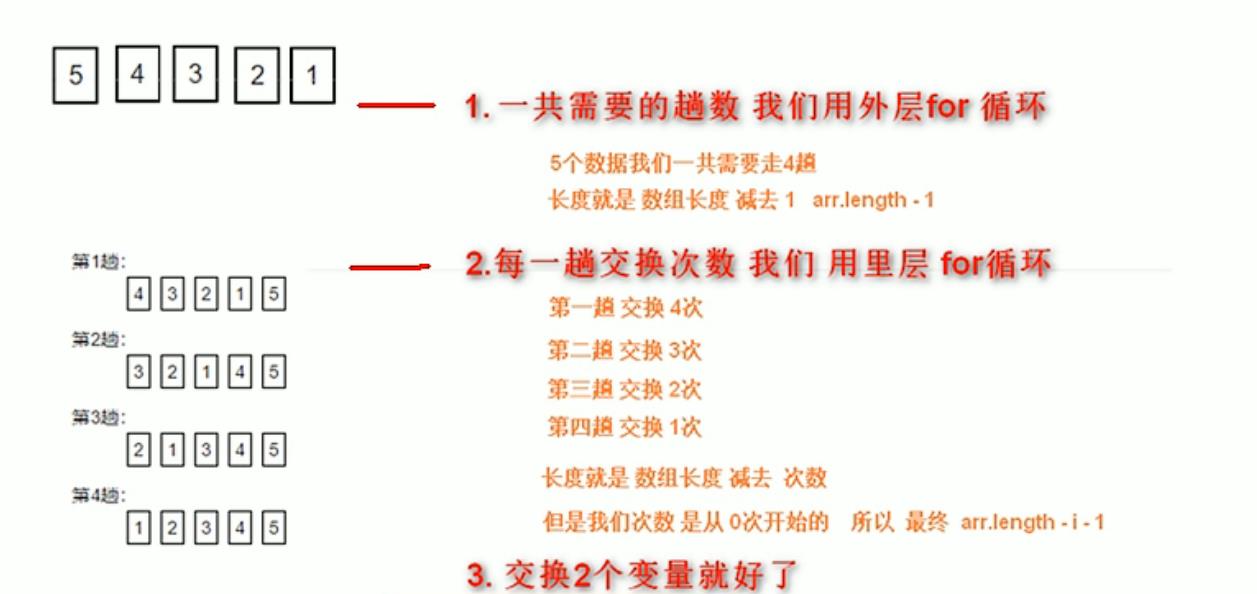 5 4 3 2 1
1. 一共需要的趟数 我们用外层for 循环
5个数据我们一共需要走4趟
长度就是 数组长度 减去 1 arr.length - 1
2.每一趟交换次数 我们 用里层 for循环
第1趟:
4 3 2 1 5
第2趟:
3 2 1 4 5
第3趟:
2 1 3 4 5
第4趟:
1 2 3 4 5
第一趟 交换 4次
第二趟 交换 3次
第三趟 交换 2次
第四趟 交换 1次
长度就是 数组长度 减去 次数
但是我们次数 是从 0次开始的 所以 最终 arr.length - i - 1
3. 交换2个变量就好了